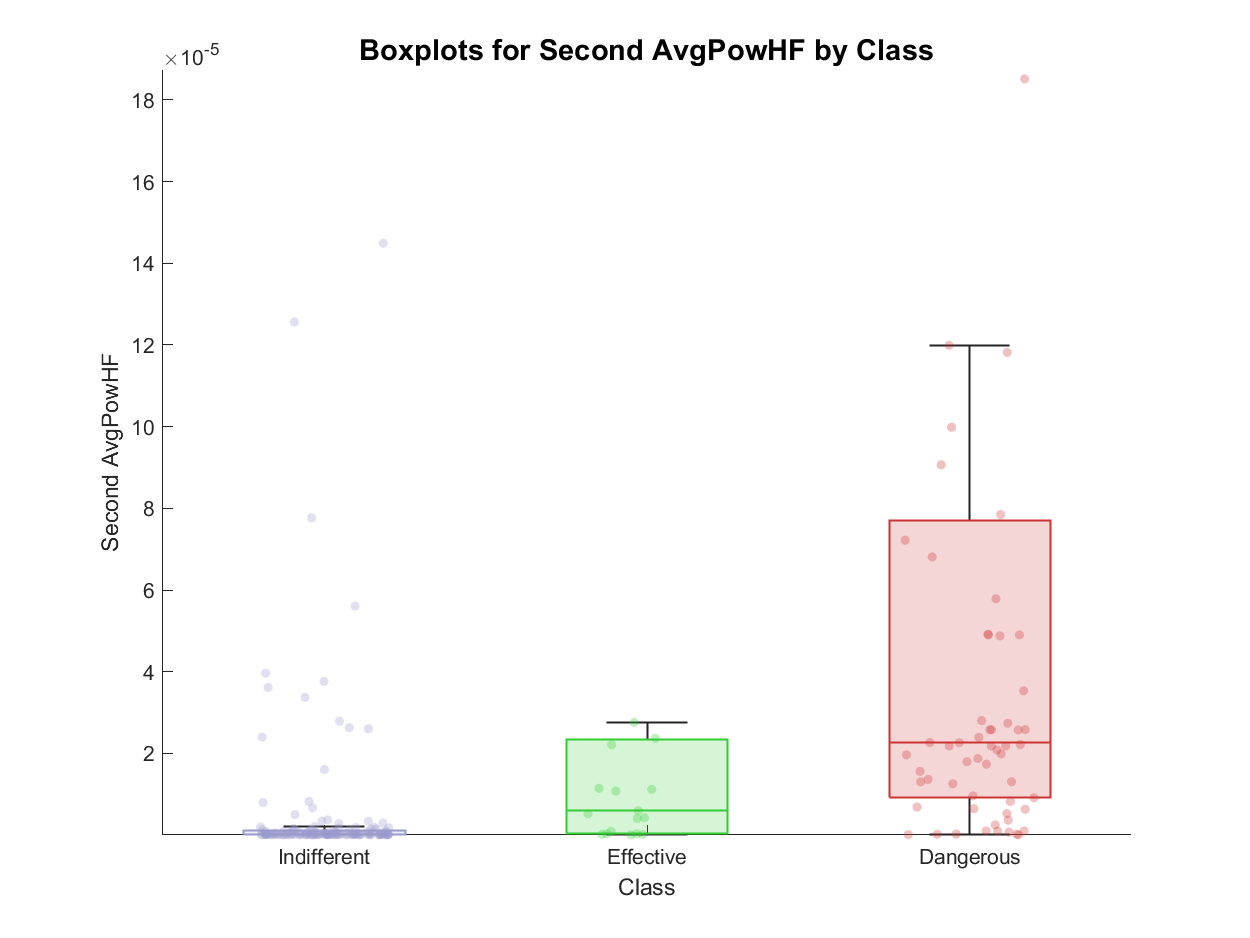 Boxplots for Second AvgPowHF by Class
×10-5
18
16
14
12
10
8
6
4
2
Second AvgPowHF
Indifferent
Effective
Dangerous
Class